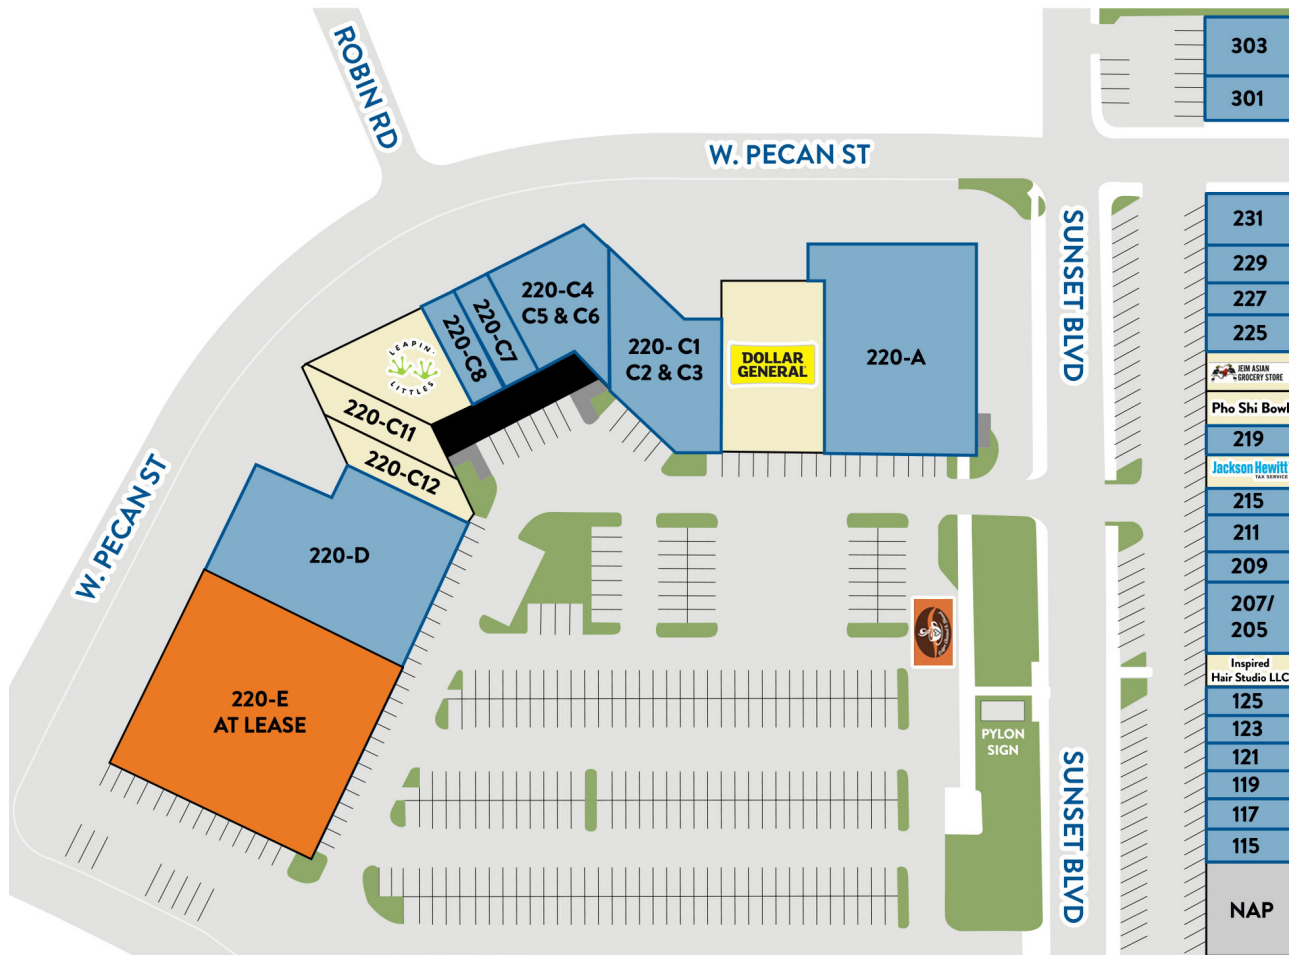 ROBIN RD
W. PECAN ST
303
301
SUNSET BLVD
231
229
227
225
JEIM ASIAN
GROCERY STORE
Pho Shi Bowl
219
Jackson Hewitt
TAX SERVICE
215
211
209
207/
205
Inspired
Hair Studio LLC
125
123
121
119
117
115
NAP
220-C4
C5 & C6
220-C7
220-C8
220- C1
C2 & C3
DOLLAR
GENERAL
220-A
LEAPIN'
LITTLES
220-C11
220-C12
W. PECAN ST
220-D
220-E
AT LEASE
PYLON
SIGN
SUNSET BLVD